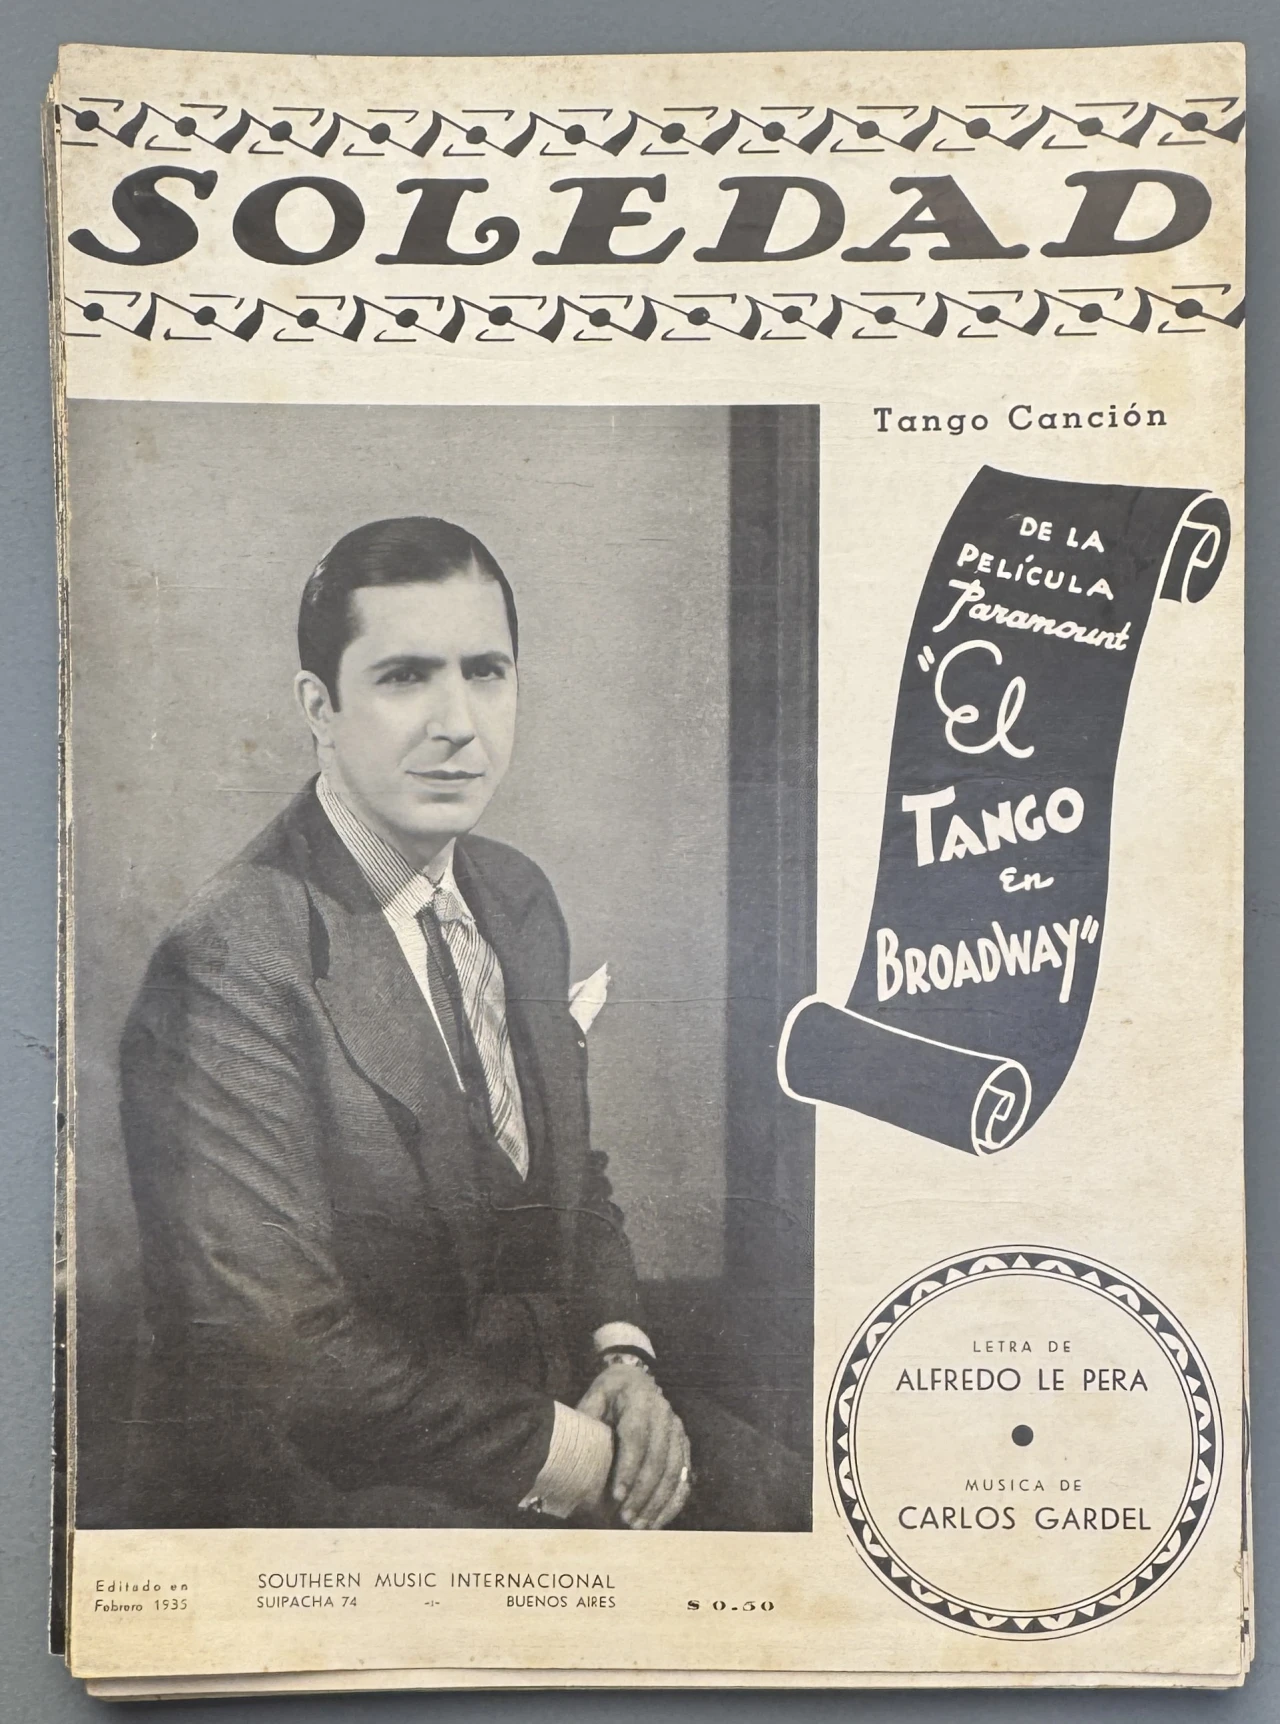 SOLEDAD
Tango Canción
DE LA
PELÍCULA
Paramount
"El
TANGO
En
BROADWAY"
LETRA DE
ALFREDO LE PERA
MUSICA DE
CARLOS GARDEL
Editado en
Febrero 1935
SOUTHERN MUSIC INTERNACIONAL
SUIPACHA 74 -:- BUENOS AIRES
$ 0.50